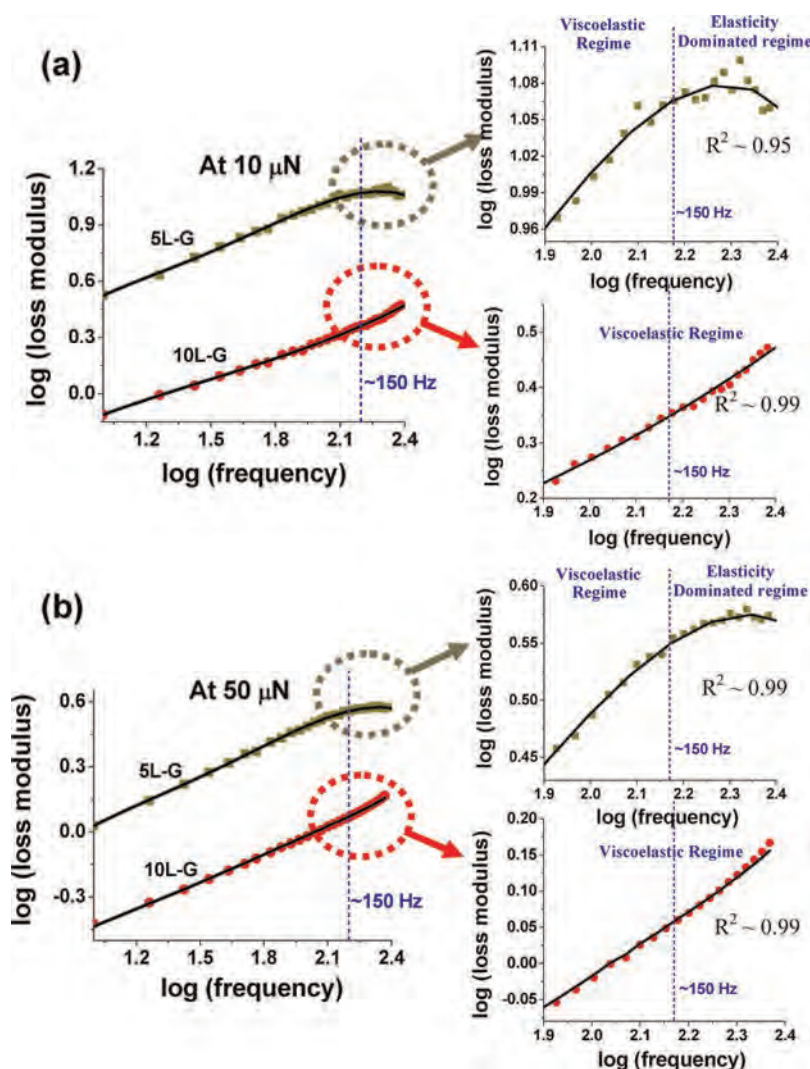 (a)
At 10 μN
5L-G
10L-G
~150 Hz
log (loss modulus)
1.2
0.9
0.6
0.3
0.0
1.2 1.5 1.8 2.1 2.4
log (frequency)
Viscoelastic Regime
Elasticity Dominated regime
log (loss modulus)
1.11
1.08
1.05
1.02
0.99
0.96
R² ~ 0.95
~150 Hz
1.9 2.0 2.1 2.2 2.3 2.4
log (frequency)
log (loss modulus)
0.5
0.4
0.3
0.2
Viscoelastic Regime
R² ~ 0.99
~150 Hz
1.9 2.0 2.1 2.2 2.3 2.4
log (frequency)
(b)
At 50 μN
5L-G
10L-G
~150 Hz
log (loss modulus)
0.6
0.3
0.0
-0.3
1.2 1.5 1.8 2.1 2.4
log (frequency)
Viscoelastic Regime
Elasticity Dominated regime
log (loss modulus)
0.60
0.55
0.50
0.45
R² ~ 0.99
~150 Hz
1.9 2.0 2.1 2.2 2.3 2.4
log (frequency)
log (loss modulus)
0.20
0.15
0.10
0.05
0.00
-0.05
Viscoelastic Regime
R² ~ 0.99
~150 Hz
1.9 2.0 2.1 2.2 2.3 2.4
log (frequency)